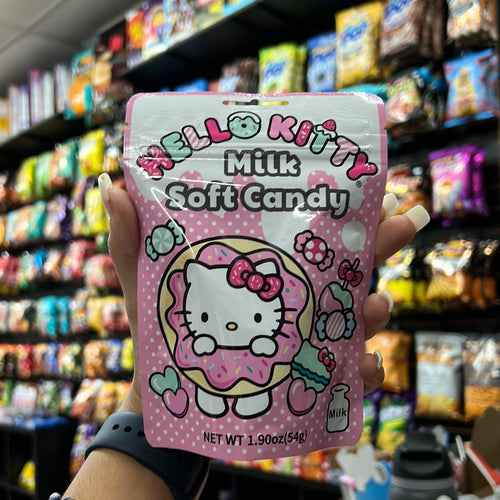 HELLO KITTY®
Milk
Soft Candy
Milk
NET WT 1.90oz(54g)